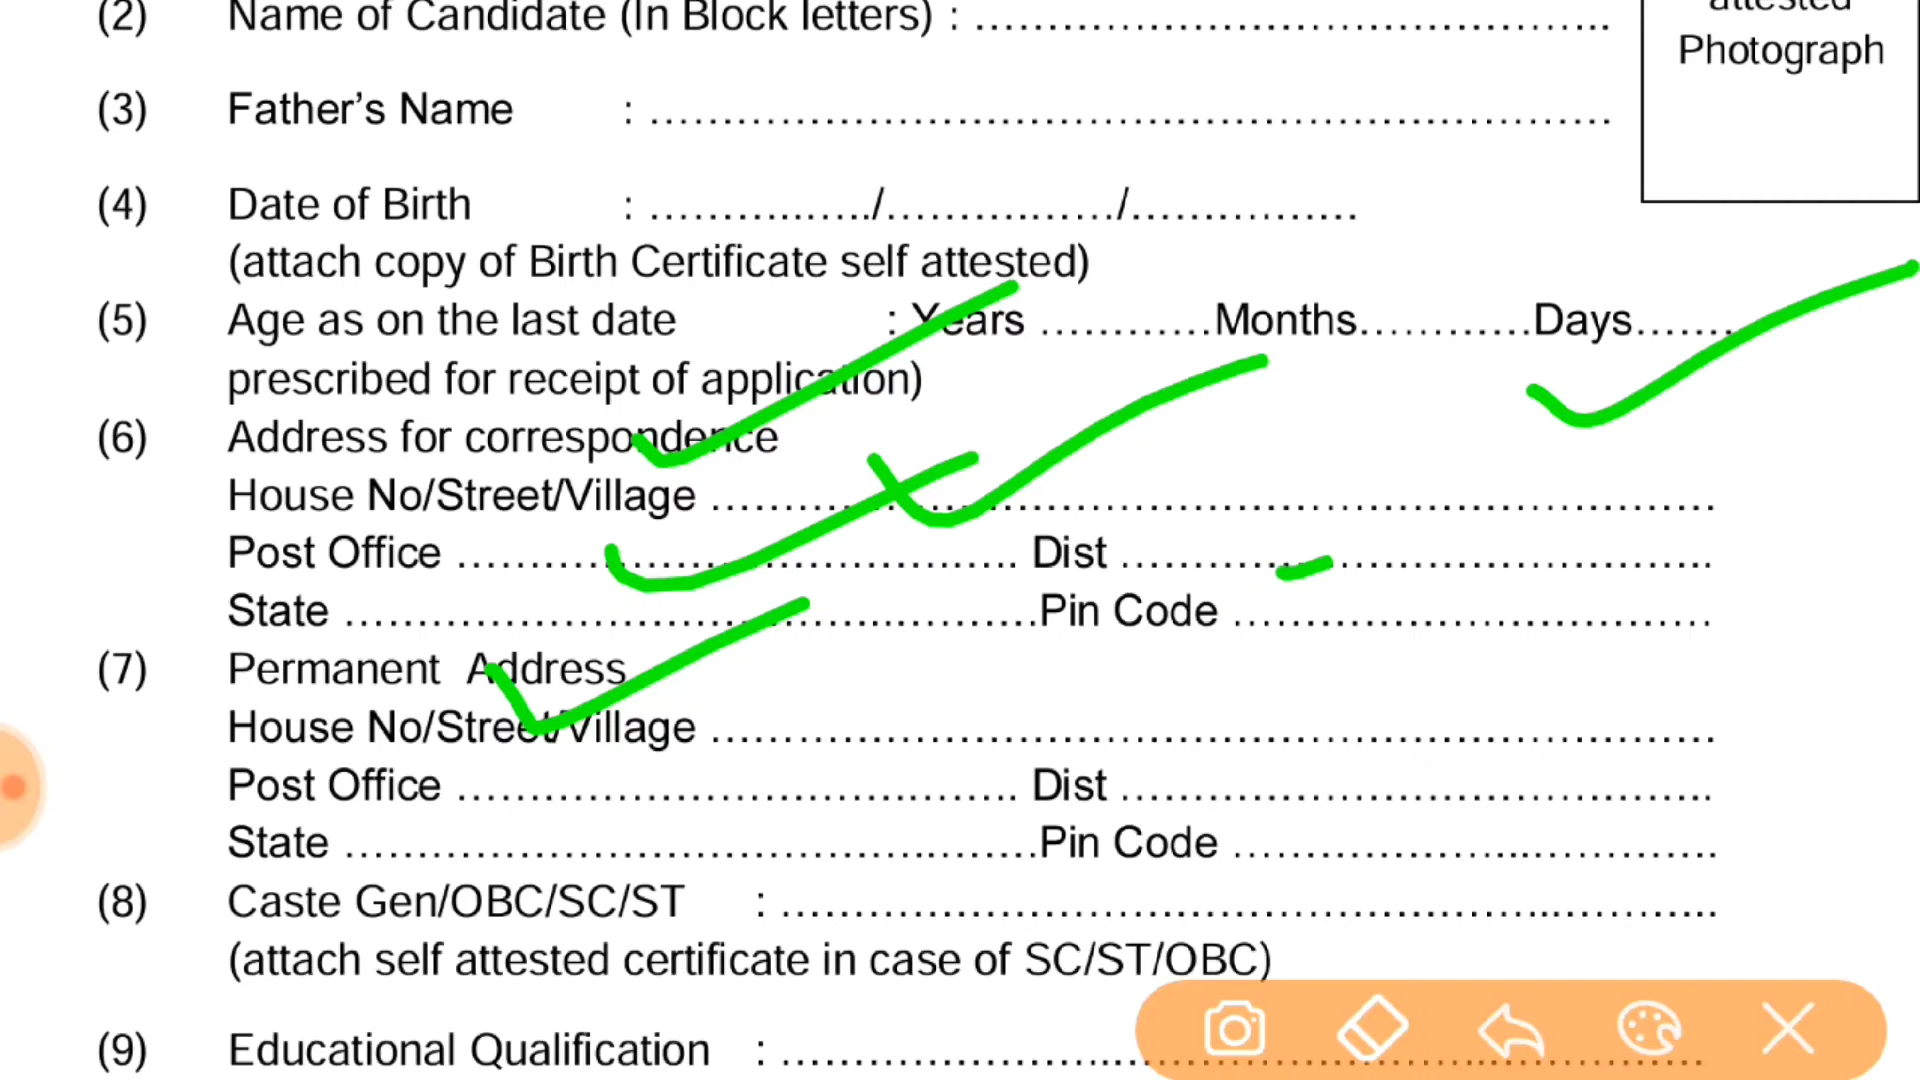 (2) Name of Candidate (In Block letters) : ..........................................................
attested
Photograph
(3) Father's Name : ..................................................................
(4) Date of Birth : ................/................/................
(attach copy of Birth Certificate self attested)
(5) Age as on the last date : Years ............Months............Days.......
prescribed for receipt of application)
(6) Address for correspondence
House No/Street/Village ......................................................................
Post Office ....................................... Dist .........................................
State ................................................Pin Code .................................
(7) Permanent Address
House No/Street/Village ......................................................................
Post Office ....................................... Dist .........................................
State ................................................Pin Code .................................
(8) Caste Gen/OBC/SC/ST : .................................................................
(attach self attested certificate in case of SC/ST/OBC)
(9) Educational Qualification : ................................................................